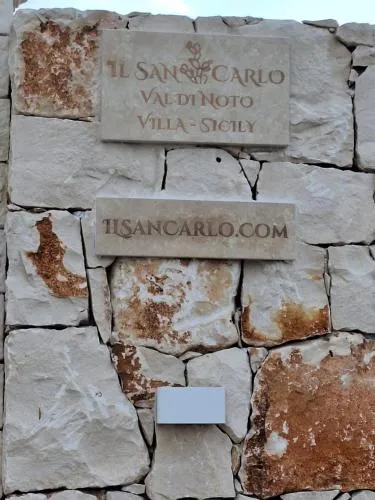 Il San Carlo
Val di Noto
Villa - Sicily
IlSanCarlo.com